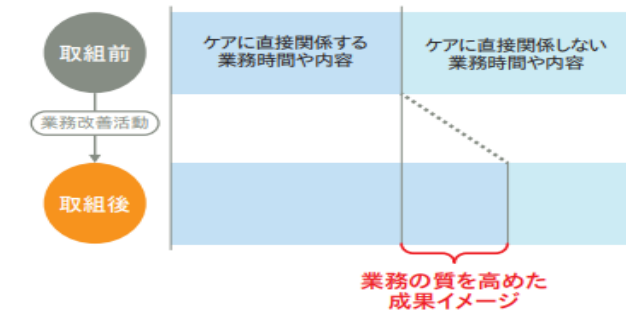 取組前
ケアに直接関係する
業務時間や内容
ケアに直接関係しない
業務時間や内容
業務改善活動
取組後
業務の質を高めた
成果イメージ